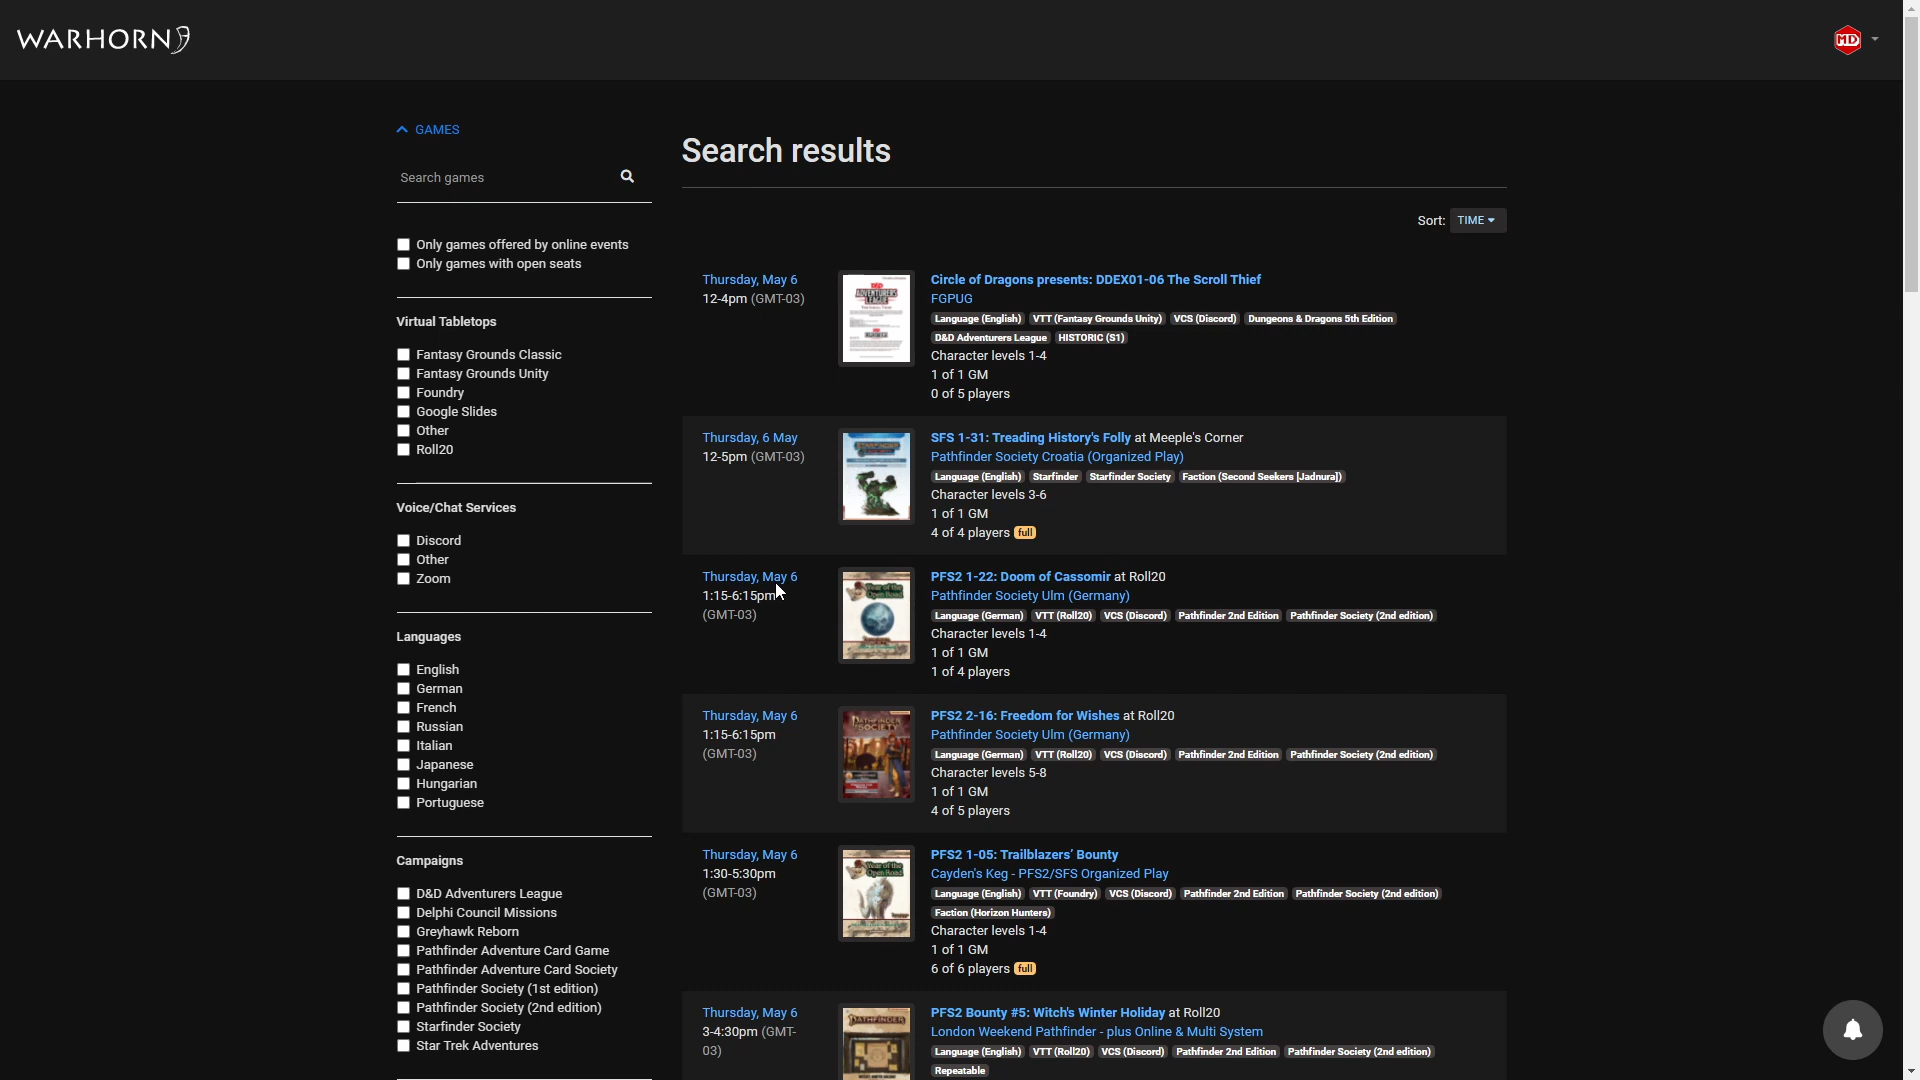 WARHORN
MD
GAMES
Search games
Only games offered by online events
Only games with open seats
Virtual Tabletops
Fantasy Grounds Classic
Fantasy Grounds Unity
Foundry
Google Slides
Other
Roll20
Voice/Chat Services
Discord
Other
Zoom
Languages
English
German
French
Russian
Italian
Japanese
Hungarian
Portuguese
Campaigns
D&D Adventurers League
Delphi Council Missions
Greyhawk Reborn
Pathfinder Adventure Card Game
Pathfinder Adventure Card Society
Pathfinder Society (1st edition)
Pathfinder Society (2nd edition)
Starfinder Society
Star Trek Adventures
Search results
Sort: TIME
Thursday, May 6
12-4pm (GMT-03)
D&D
ADVENTURERS
LEAGUE
Circle of Dragons presents: DDEX01-06 The Scroll Thief
FGPUG
Language (English) VTT (Fantasy Grounds Unity) VCS (Discord) Dungeons & Dragons 5th Edition
D&D Adventurers League HISTORIC (S1)
Character levels 1-4
1 of 1 GM
0 of 5 players
Thursday, 6 May
12-5pm (GMT-03)
STARFINDER
SFS 1-31: Treading History's Folly at Meeple's Corner
Pathfinder Society Croatia (Organized Play)
Language (English) Starfinder Starfinder Society Faction (Second Seekers [Jadnura])
Character levels 3-6
1 of 1 GM
4 of 4 players full
Thursday, May 6
1:15-6:15pm
(GMT-03)
Year of the
Open Road
PFS2 1-22: Doom of Cassomir at Roll20
Pathfinder Society Ulm (Germany)
Language (German) VTT (Roll20) VCS (Discord) Pathfinder 2nd Edition Pathfinder Society (2nd edition)
Character levels 1-4
1 of 1 GM
1 of 4 players
Thursday, May 6
1:15-6:15pm
(GMT-03)
PATHFINDER
SOCIETY
PFS2 2-16: Freedom for Wishes at Roll20
Pathfinder Society Ulm (Germany)
Language (German) VTT (Roll20) VCS (Discord) Pathfinder 2nd Edition Pathfinder Society (2nd edition)
Character levels 5-8
1 of 1 GM
4 of 5 players
Thursday, May 6
1:30-5:30pm
(GMT-03)
Year of the
Open Road
PFS2 1-05: Trailblazers’ Bounty
Cayden's Keg - PFS2/SFS Organized Play
Language (English) VTT (Foundry) VCS (Discord) Pathfinder 2nd Edition Pathfinder Society (2nd edition)
Faction (Horizon Hunters)
Character levels 1-4
1 of 1 GM
6 of 6 players full
Thursday, May 6
3-4:30pm (GMT-
03)
PATHFINDER
PFS2 Bounty #5: Witch's Winter Holiday at Roll20
London Weekend Pathfinder - plus Online & Multi System
Language (English) VTT (Roll20) VCS (Discord) Pathfinder 2nd Edition Pathfinder Society (2nd edition)
Repeatable